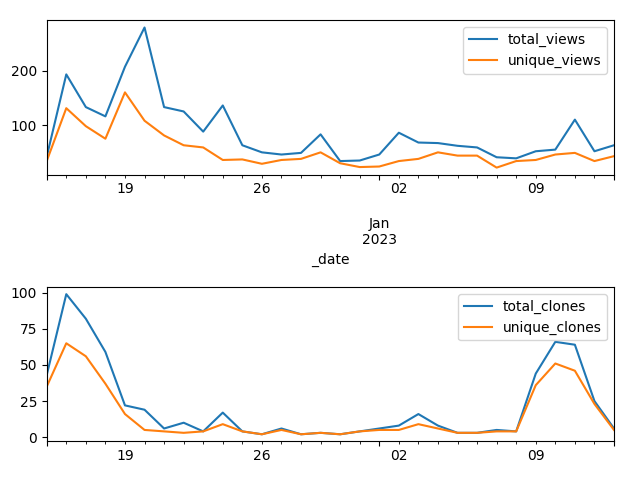 total_views
unique_views
200
100
19
26
02
09
Jan
2023
_date
total_clones
unique_clones
100
75
50
25
0
19
26
02
09